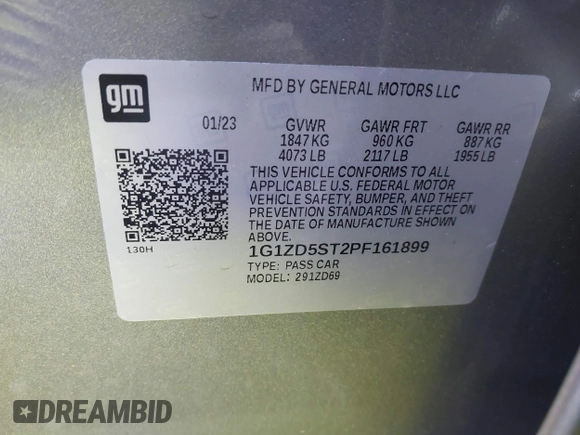 gm
MFD BY GENERAL MOTORS LLC
01/23 GVWR GAWR FRT GAWR RR
1847 KG 960 KG 887 KG
4073 LB 2117 LB 1955 LB
THIS VEHICLE CONFORMS TO ALL
APPLICABLE U.S. FEDERAL MOTOR
VEHICLE SAFETY, BUMPER, AND THEFT
PREVENTION STANDARDS IN EFFECT ON
THE DATE OF MANUFACTURE SHOWN
ABOVE.
130H
1G1ZD5ST2PF161899
TYPE: PASS CAR
MODEL: 291ZD69
DREAMBID